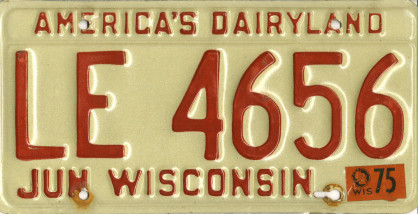 AMERICA'S DAIRYLAND
LE 4656
JUN WISCONSIN
WIS 75